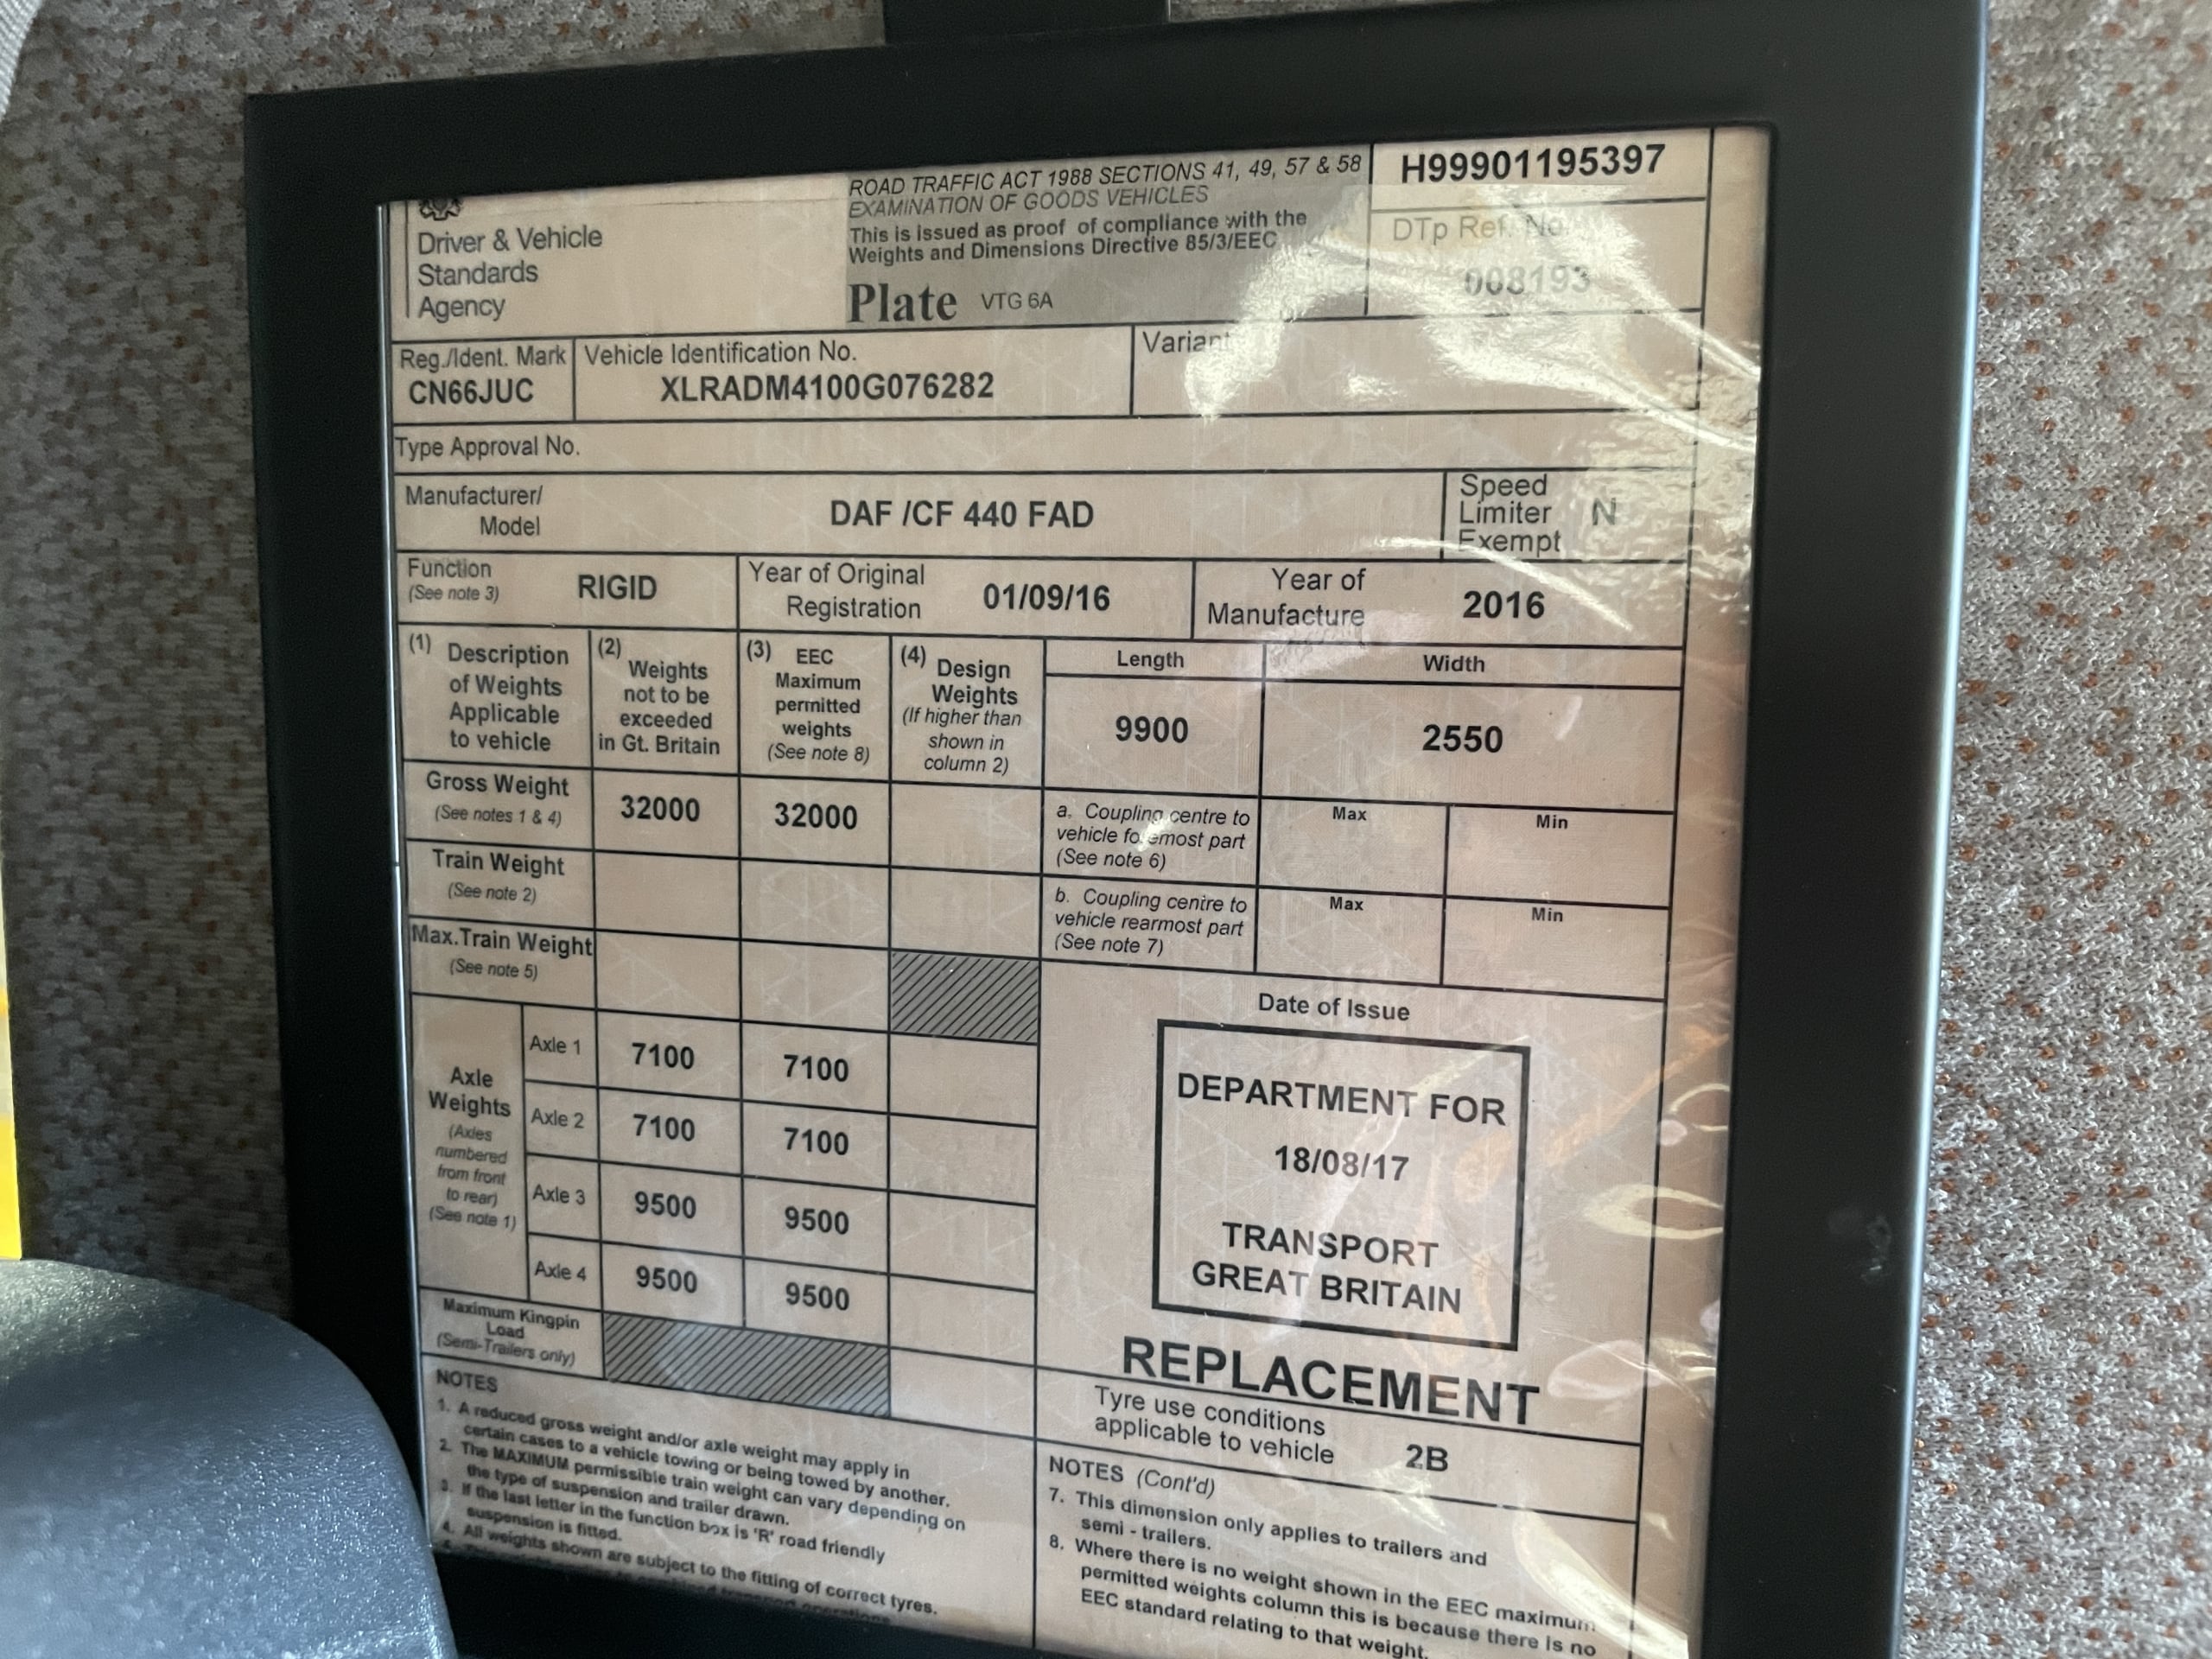 Driver & Vehicle
Standards
Agency
ROAD TRAFFIC ACT 1988 SECTIONS 41, 49, 57 & 58
EXAMINATION OF GOODS VEHICLES
This is issued as proof of compliance with the
Weights and Dimensions Directive 85/3/EEC
Plate VTG 6A
H99901195397
DTp Ref. No
008193
Reg./Ident. Mark
CN66JUC
Vehicle Identification No.
XLRADM4100G076282
Variant
Type Approval No.
Manufacturer/
Model
DAF /CF 440 FAD
Speed
Limiter
Exempt
N
Function
(See note 3)
RIGID
Year of Original
Registration
01/09/16
Year of
Manufacture
2016
(1) Description
of Weights
Applicable
to vehicle
(2)
Weights
not to be
exceeded
in Gt. Britain
(3) EEC
Maximum
permitted
weights
(See note 8)
(4) Design
Weights
(If higher than
shown in
column 2)
Length
9900
Width
2550
Gross Weight
(See notes 1 & 4)
32000
32000
a. Coupling centre to
vehicle foremost part
(See note 6)
Max
Min
Train Weight
(See note 2)
b. Coupling centre to
vehicle rearmost part
(See note 7)
Max
Min
Max.Train Weight
(See note 5)
Axle
Weights
(Axles
numbered
from front
to rear)
(See note 1)
Axle 1
7100
7100
Axle 2
7100
7100
Axle 3
9500
9500
Axle 4
9500
9500
Maximum Kingpin
Load
(Semi-Trailers only)
Date of Issue
DEPARTMENT FOR
18/08/17
TRANSPORT
GREAT BRITAIN
REPLACEMENT
Tyre use conditions
applicable to vehicle
2B
NOTES
1. A reduced gross weight and/or axle weight may apply in
certain cases to a vehicle towing or being towed by another.
2. The MAXIMUM permissible train weight can vary depending on
the type of suspension and trailer drawn.
3. If the last letter in the function box is 'R' road friendly
suspension is fitted.
4. All weights shown are subject to the fitting of correct tyres.
NOTES (Cont'd)
7. This dimension only applies to trailers and
semi - trailers.
8. Where there is no weight shown in the EEC maximum
permitted weights column this is because there is no
EEC standard relating to that weight.